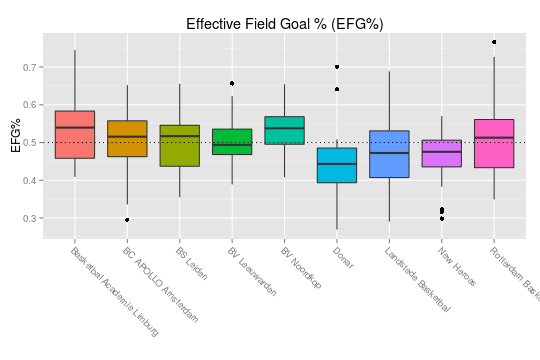 Effective Field Goal % (EFG%)
EFG%
0.7
0.6
0.5
0.4
0.3
Basketbal Academie Limburg
BC APOLLO Amsterdam
BS Leiden
BV Leeuwarden
BV Noordkop
Donar
Landstede Basketbal
New Heroes
Rotterdam